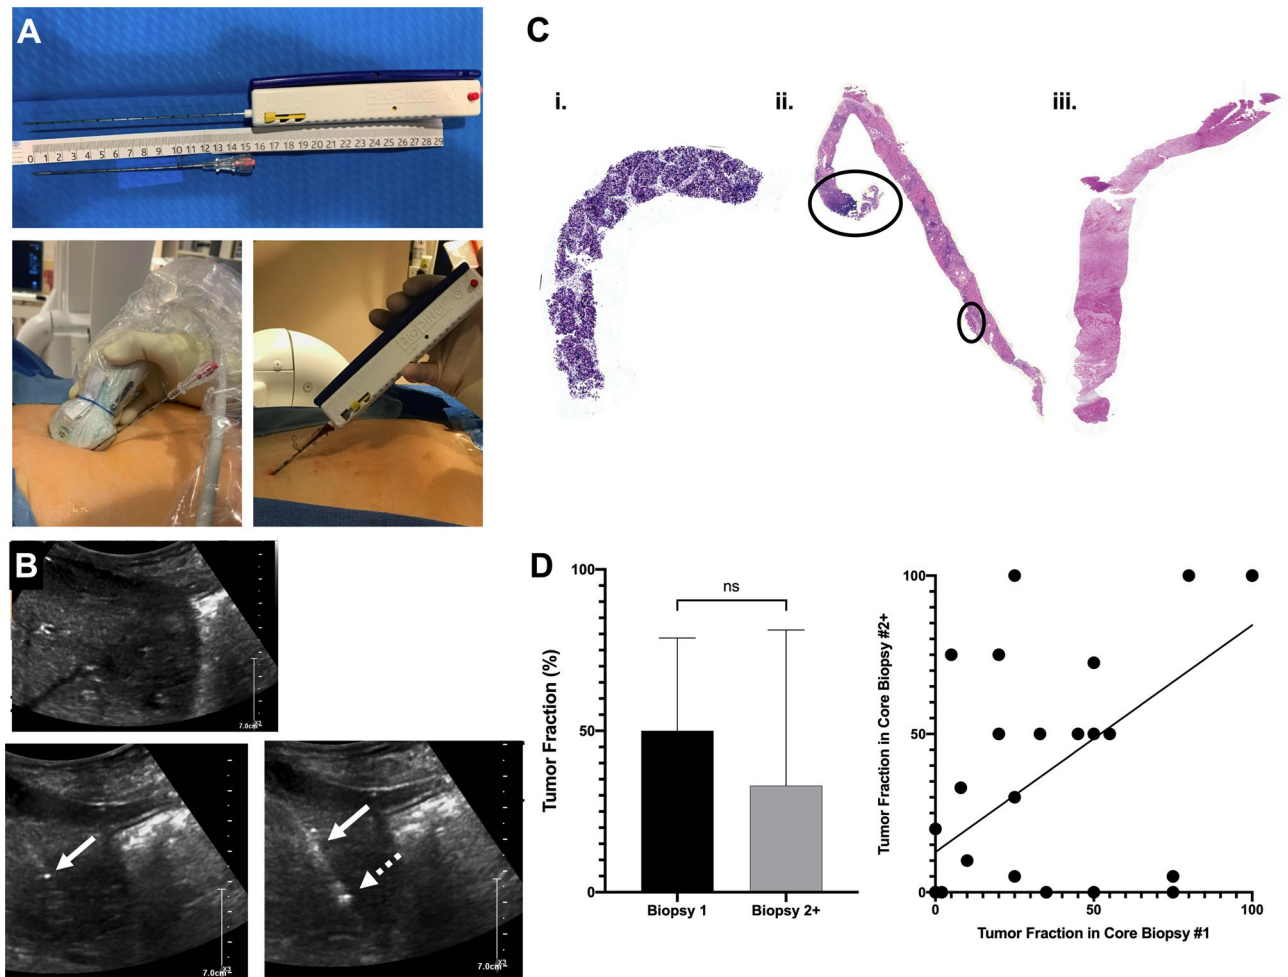 A
BIOPINCE
0 1 2 3 4 5 6 7 8 9 10 11 12 13 14 15 16 17 18 19 20 21 22 23 24 25 26 27 28 29
BIOPINCE
B
7.0cm
7.0cm
7.0cm
C
i.
ii.
iii.
D
100
50
0
Tumor Fraction (%)
ns
Biopsy 1
Biopsy 2+
100
50
0
Tumor Fraction in Core Biopsy #2+
0
50
100
Tumor Fraction in Core Biopsy #1